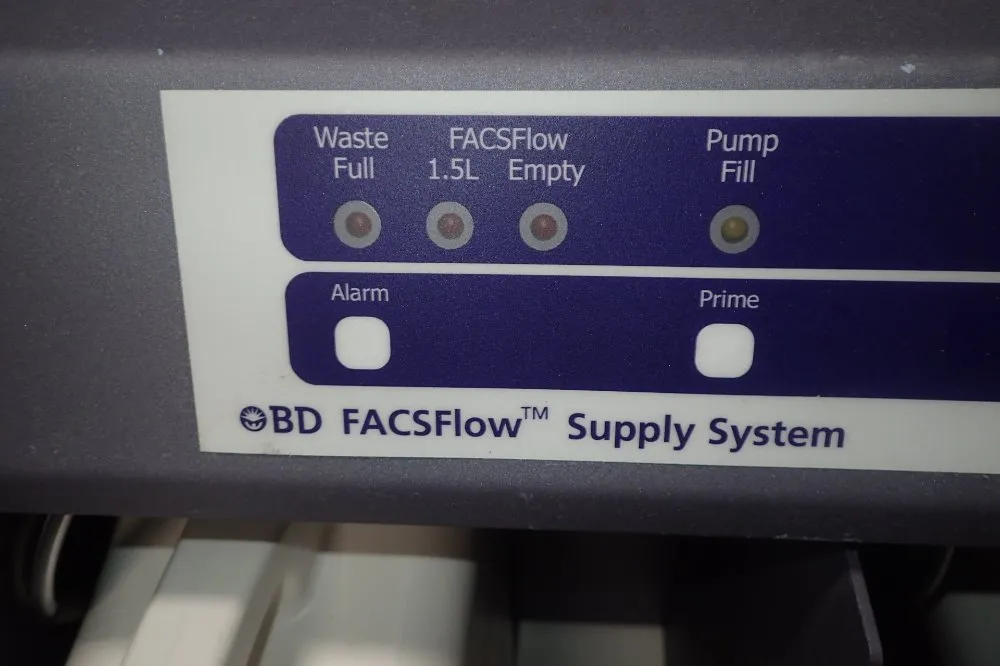 Waste FACSFlow Pump
Full 1.5L Empty Fill
Alarm Prime
BD FACSFlow™ Supply System